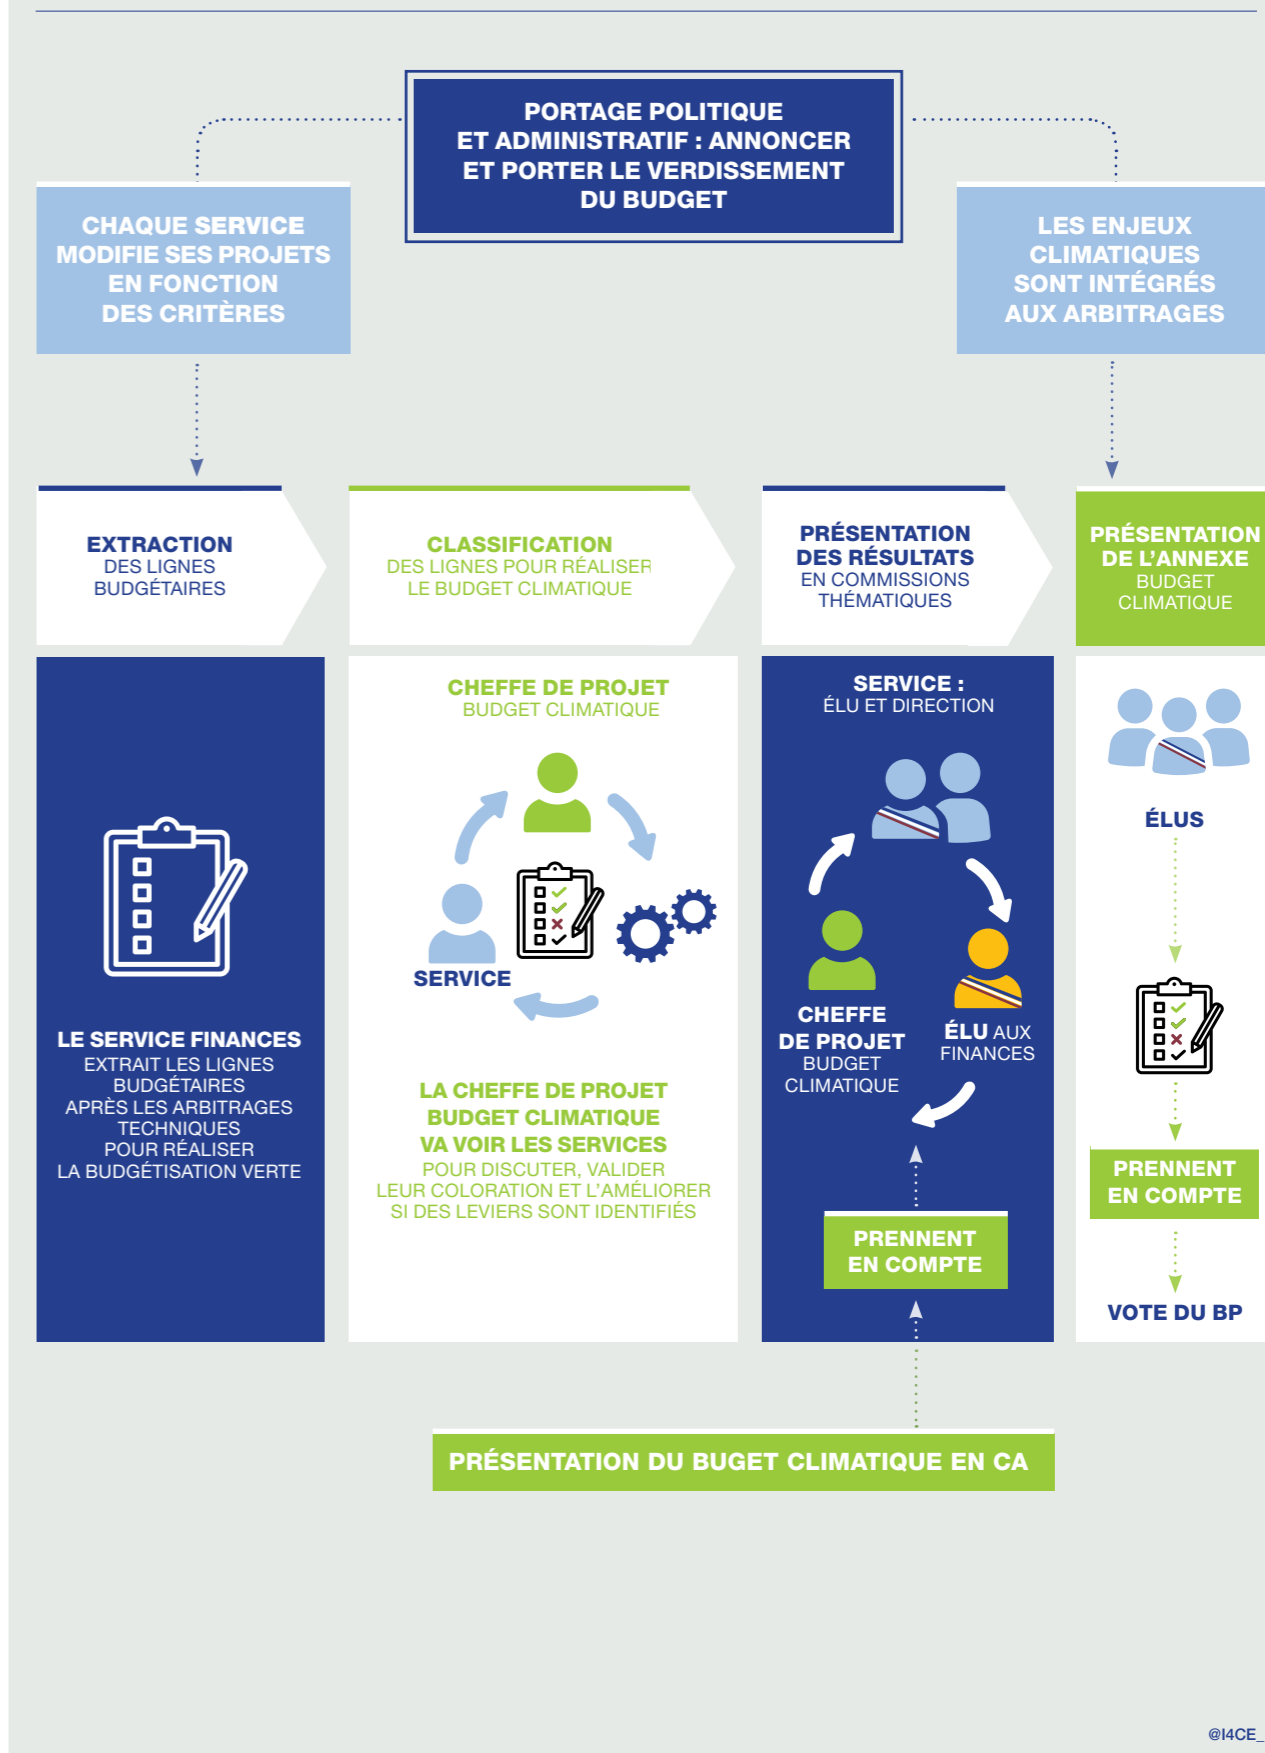 PORTAGE POLITIQUE
ET ADMINISTRATIF : ANNONCER
ET PORTER LE VERDISSEMENT
DU BUDGET
CHAQUE SERVICE
MODIFIE SES PROJETS
EN FONCTION
DES CRITÈRES
LES ENJEUX
CLIMATIQUES
SONT INTÉGRÉS
AUX ARBITRAGES
EXTRACTION
DES LIGNES
BUDGÉTAIRES
CLASSIFICATION
DES LIGNES POUR RÉALISER
LE BUDGET CLIMATIQUE
PRÉSENTATION
DES RÉSULTATS
EN COMMISSIONS
THÉMATIQUES
PRÉSENTATION
DE L'ANNEXE
BUDGET
CLIMATIQUE
LE SERVICE FINANCES
EXTRAIT LES LIGNES
BUDGÉTAIRES
APRÈS LES ARBITRAGES
TECHNIQUES
POUR RÉALISER
LA BUDGÉTISATION VERTE
CHEFFE DE PROJET
BUDGET CLIMATIQUE
SERVICE
LA CHEFFE DE PROJET
BUDGET CLIMATIQUE
VA VOIR LES SERVICES
POUR DISCUTER, VALIDER
LEUR COLORATION ET L'AMÉLIORER
SI DES LEVIERS SONT IDENTIFIÉS
SERVICE :
ÉLU ET DIRECTION
CHEFFE
DE PROJET
BUDGET
CLIMATIQUE
ÉLU AUX
FINANCES
PRENNENT
EN COMPTE
ÉLUS
PRENNENT
EN COMPTE
VOTE DU BP
PRÉSENTATION DU BUGET CLIMATIQUE EN CA
@I4CE_